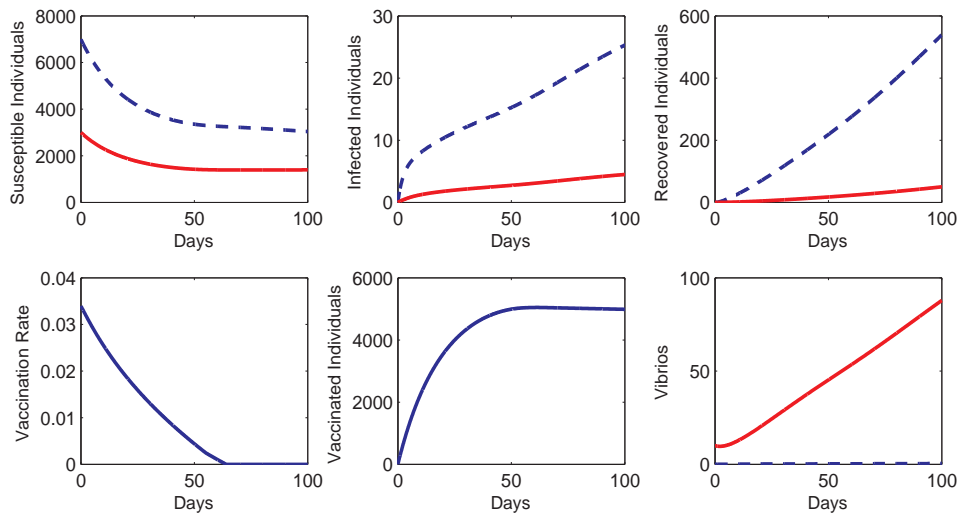 Susceptible Individuals
8000
6000
4000
2000
0
0 50 100
Days
Infected Individuals
30
20
10
0
0 50 100
Days
Recovered Individuals
600
400
200
0
0 50 100
Days
Vaccination Rate
0.04
0.03
0.02
0.01
0
0 50 100
Days
Vaccinated Individuals
6000
4000
2000
0
0 50 100
Days
Vibrios
100
50
0
0 50 100
Days